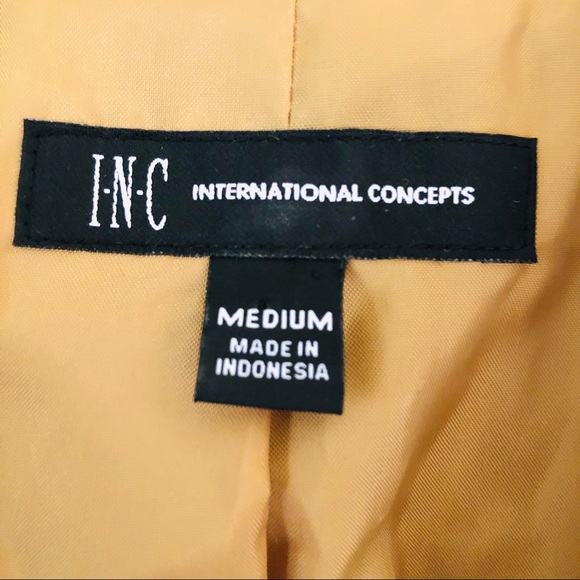 I-N-C INTERNATIONAL CONCEPTS
MEDIUM
MADE IN
INDONESIA